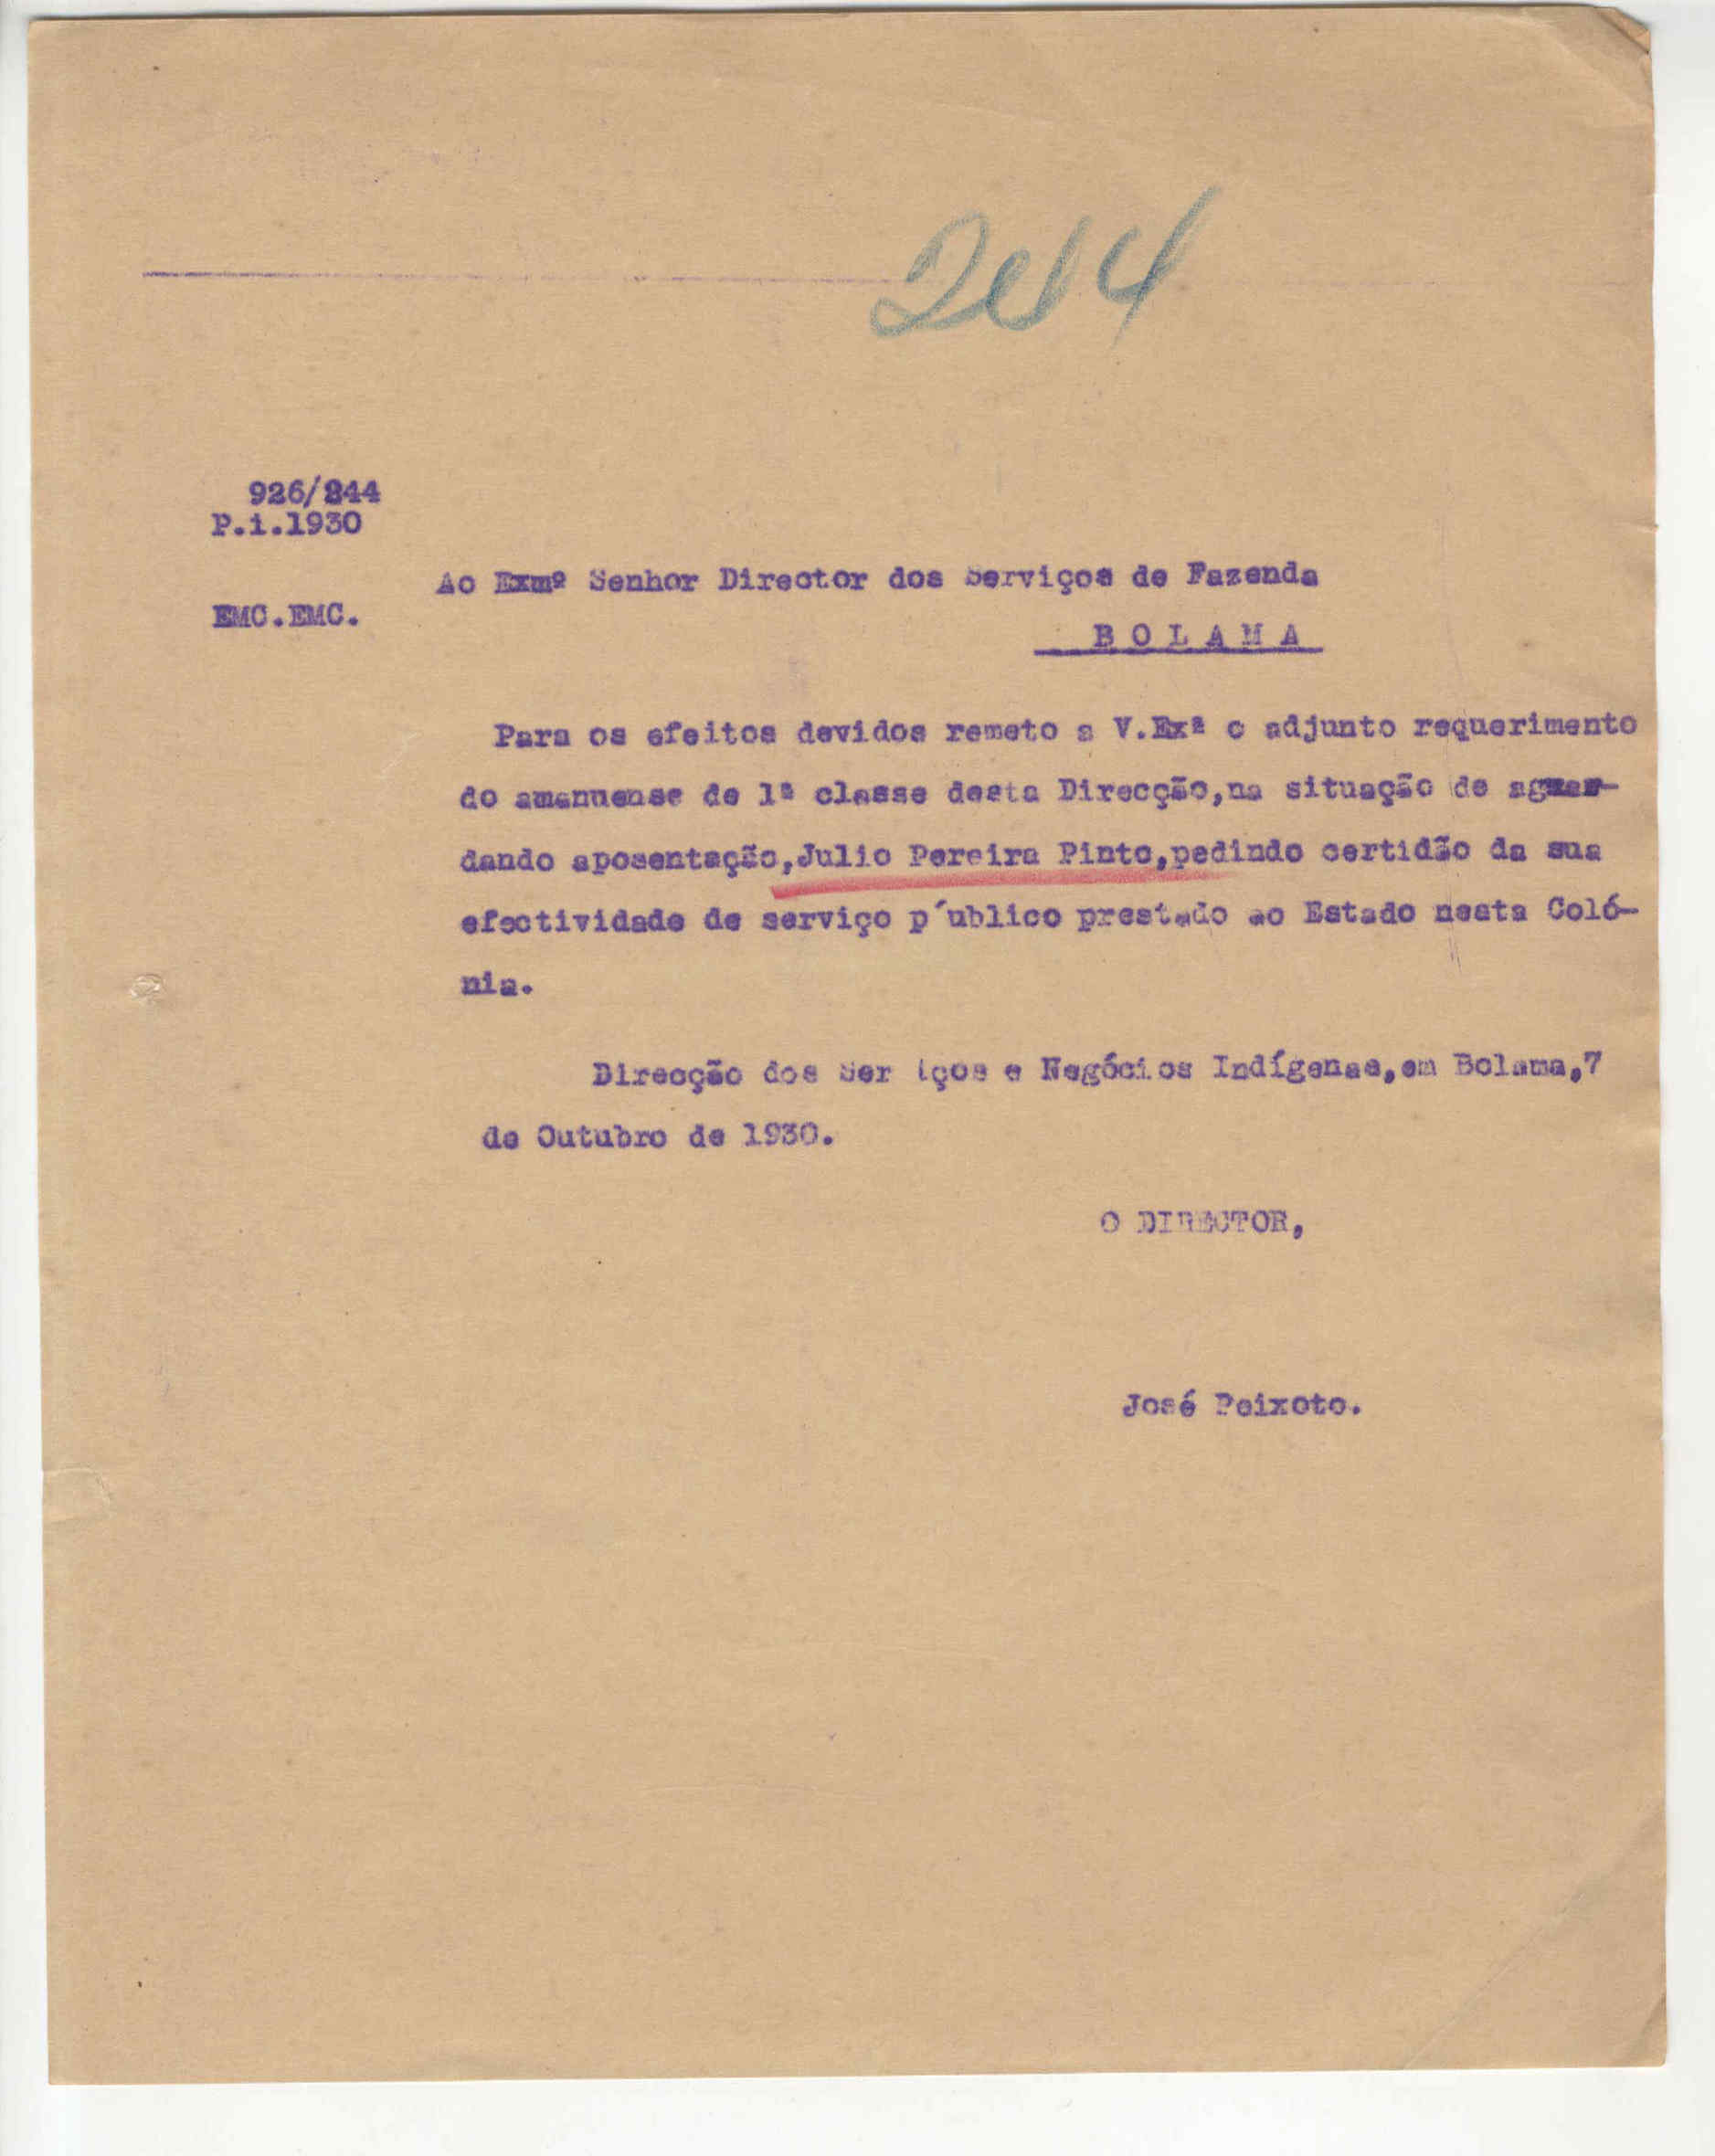 926/844
P.i.1930
Ao Exmº Senhor Director dos Serviços de Fazenda
EMC.EMC.
BOLAMA
Para os efeitos devidos remeto a V.Exª o adjunto requerimento
do amanuense de 1ª classe desta Direcção,na situação de aguar-
dando aposentação,Julio Pereira Pinto,pedindo certidão da sua
efectividade de serviço p´ublico prestado ao Estado nesta Coló-
nia.
Direcção dos Ser iços e Negócios Indígenas,em Bolama,7
de Outubro de 1930.
O DIRECTOR,
José Peixoto.